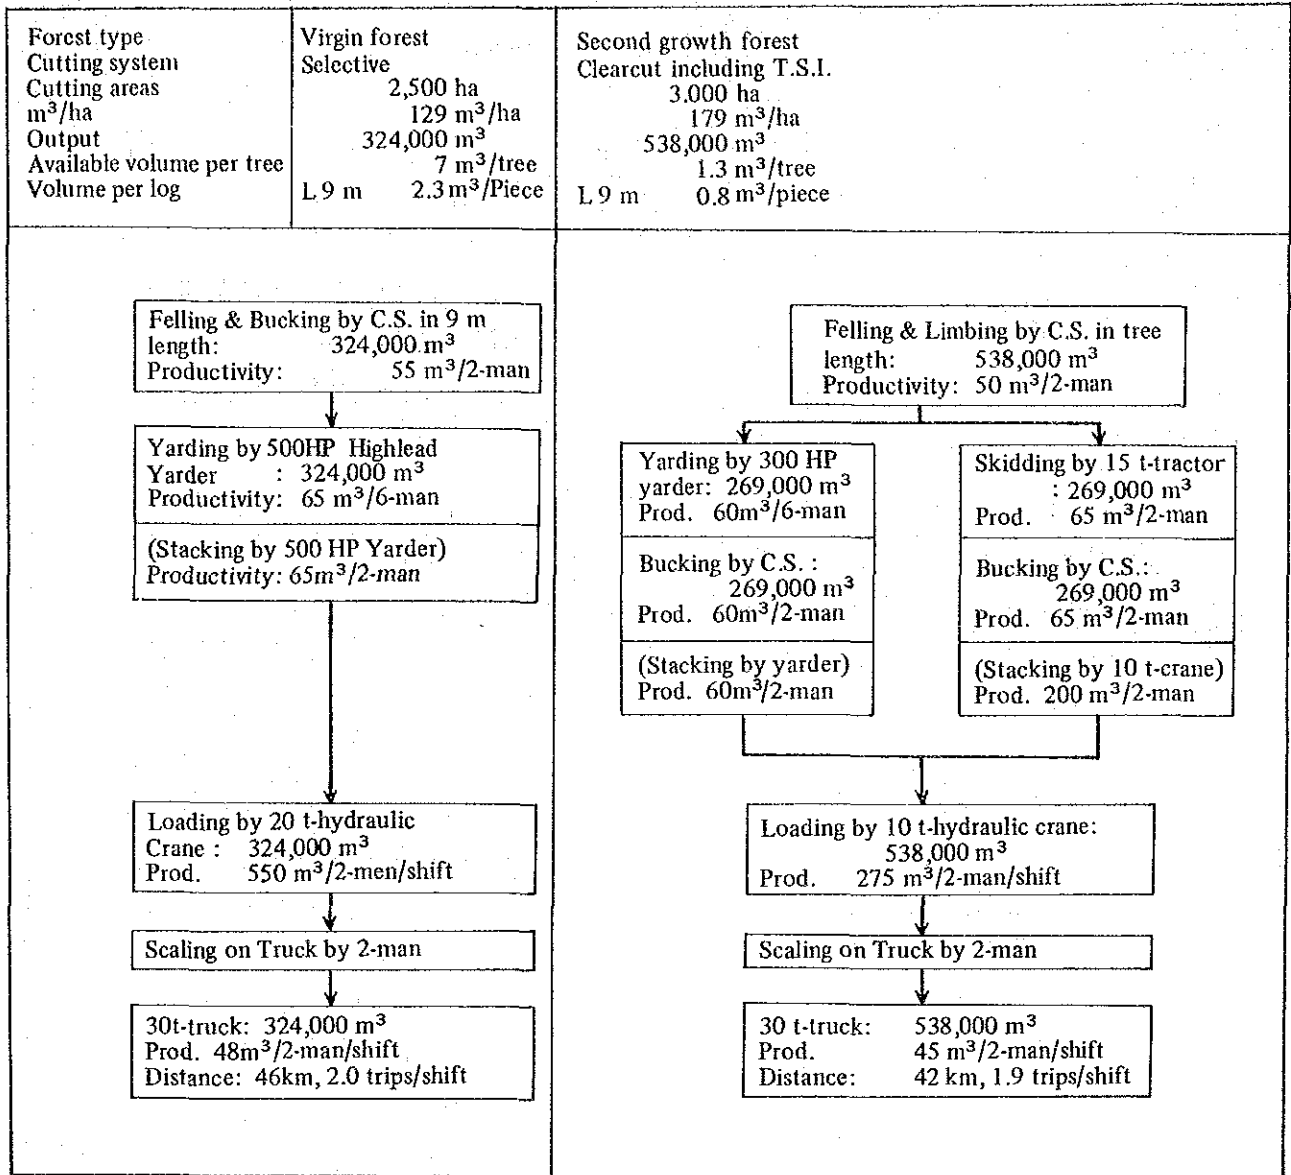 Forest type
Cutting system
Cutting areas
m³/ha
Output
Available volume per tree
Volume per log
Virgin forest
Selective
2,500 ha
129 m³/ha
324,000 m³
7 m³/tree
L 9 m 2.3 m³/Piece
Second growth forest
Clearcut including T.S.I.
3.000 ha
179 m³/ha
538,000 m³
1.3 m³/tree
L 9 m 0.8 m³/piece
Felling & Bucking by C.S. in 9 m
length: 324,000 m³
Productivity: 55 m³/2-man
Yarding by 500HP Highlead
Yarder : 324,000 m³
Productivity: 65 m³/6-man
(Stacking by 500 HP Yarder)
Productivity: 65m³/2-man
Loading by 20 t-hydraulic
Crane : 324,000 m³
Prod. 550 m³/2-men/shift
Scaling on Truck by 2-man
30t-truck: 324,000 m³
Prod. 48m³/2-man/shift
Distance: 46km, 2.0 trips/shift
Felling & Limbing by C.S. in tree
length: 538,000 m³
Productivity: 50 m³/2-man
Yarding by 300 HP
yarder: 269,000 m³
Prod. 60m³/6-man
Bucking by C.S. :
269,000 m³
Prod. 60m³/2-man
(Stacking by yarder)
Prod. 60m³/2-man
Skidding by 15 t-tractor
: 269,000 m³
Prod. 65 m³/2-man
Bucking by C.S.:
269,000 m³
Prod. 65 m³/2-man
(Stacking by 10 t-crane)
Prod. 200 m³/2-man
Loading by 10 t-hydraulic crane:
538,000 m³
Prod. 275 m³/2-man/shift
Scaling on Truck by 2-man
30 t-truck: 538,000 m³
Prod. 45 m³/2-man/shift
Distance: 42 km, 1.9 trips/shift